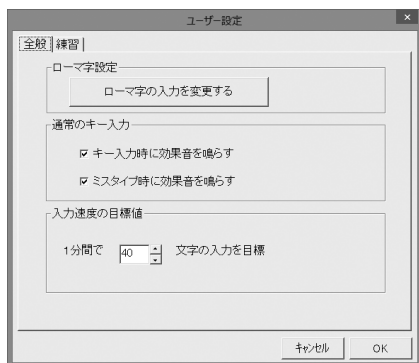 ユーザー設定
×
全般 練習
ローマ字設定
ローマ字の入力を変更する
通常のキー入力
キー入力時に効果音を鳴らす
ミスタイプ時に効果音を鳴らす
入力速度の目標値
1分間で 40 文字の入力を目標
キャンセル OK